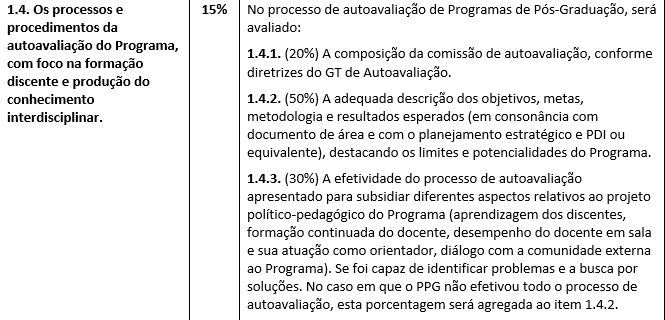 1.4. Os processos e
procedimentos da
autoavaliação do Programa,
com foco na formação
discente e produção do
conhecimento
interdisciplinar.
15%
No processo de autoavaliação de Programas de Pós-Graduação, será
avaliado:
1.4.1. (20%) A composição da comissão de autoavaliação, conforme
diretrizes do GT de Autoavaliação.
1.4.2. (50%) A adequada descrição dos objetivos, metas,
metodologia e resultados esperados (em consonância com
documento de área e com o planejamento estratégico e PDI ou
equivalente), destacando os limites e potencialidades do Programa.
1.4.3. (30%) A efetividade do processo de autoavaliação
apresentado para subsidiar diferentes aspectos relativos ao projeto
político-pedagógico do Programa (aprendizagem dos discentes,
formação continuada do docente, desempenho do docente em sala
e sua atuação como orientador, diálogo com a comunidade externa
ao Programa). Se foi capaz de identificar problemas e a busca por
soluções. No caso em que o PPG não efetivou todo o processo de
autoavaliação, esta porcentagem será agregada ao item 1.4.2.